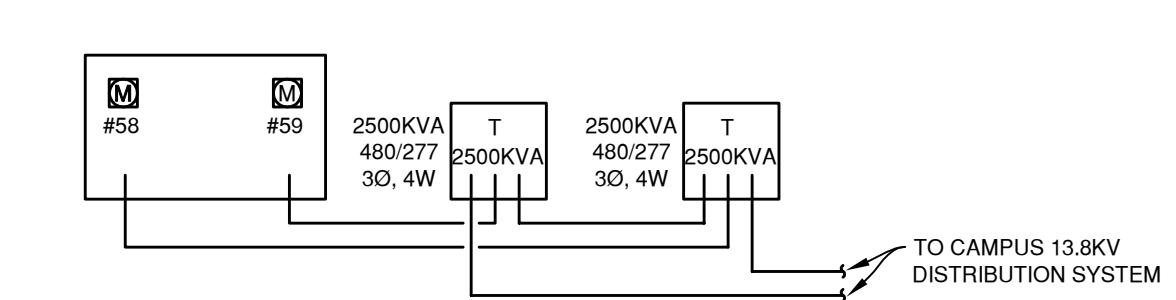 M
M
#58
#59
2500KVA
480/277
3Ø, 4W
T
2500KVA
2500KVA
480/277
3Ø, 4W
T
2500KVA
TO CAMPUS 13.8KV
DISTRIBUTION SYSTEM